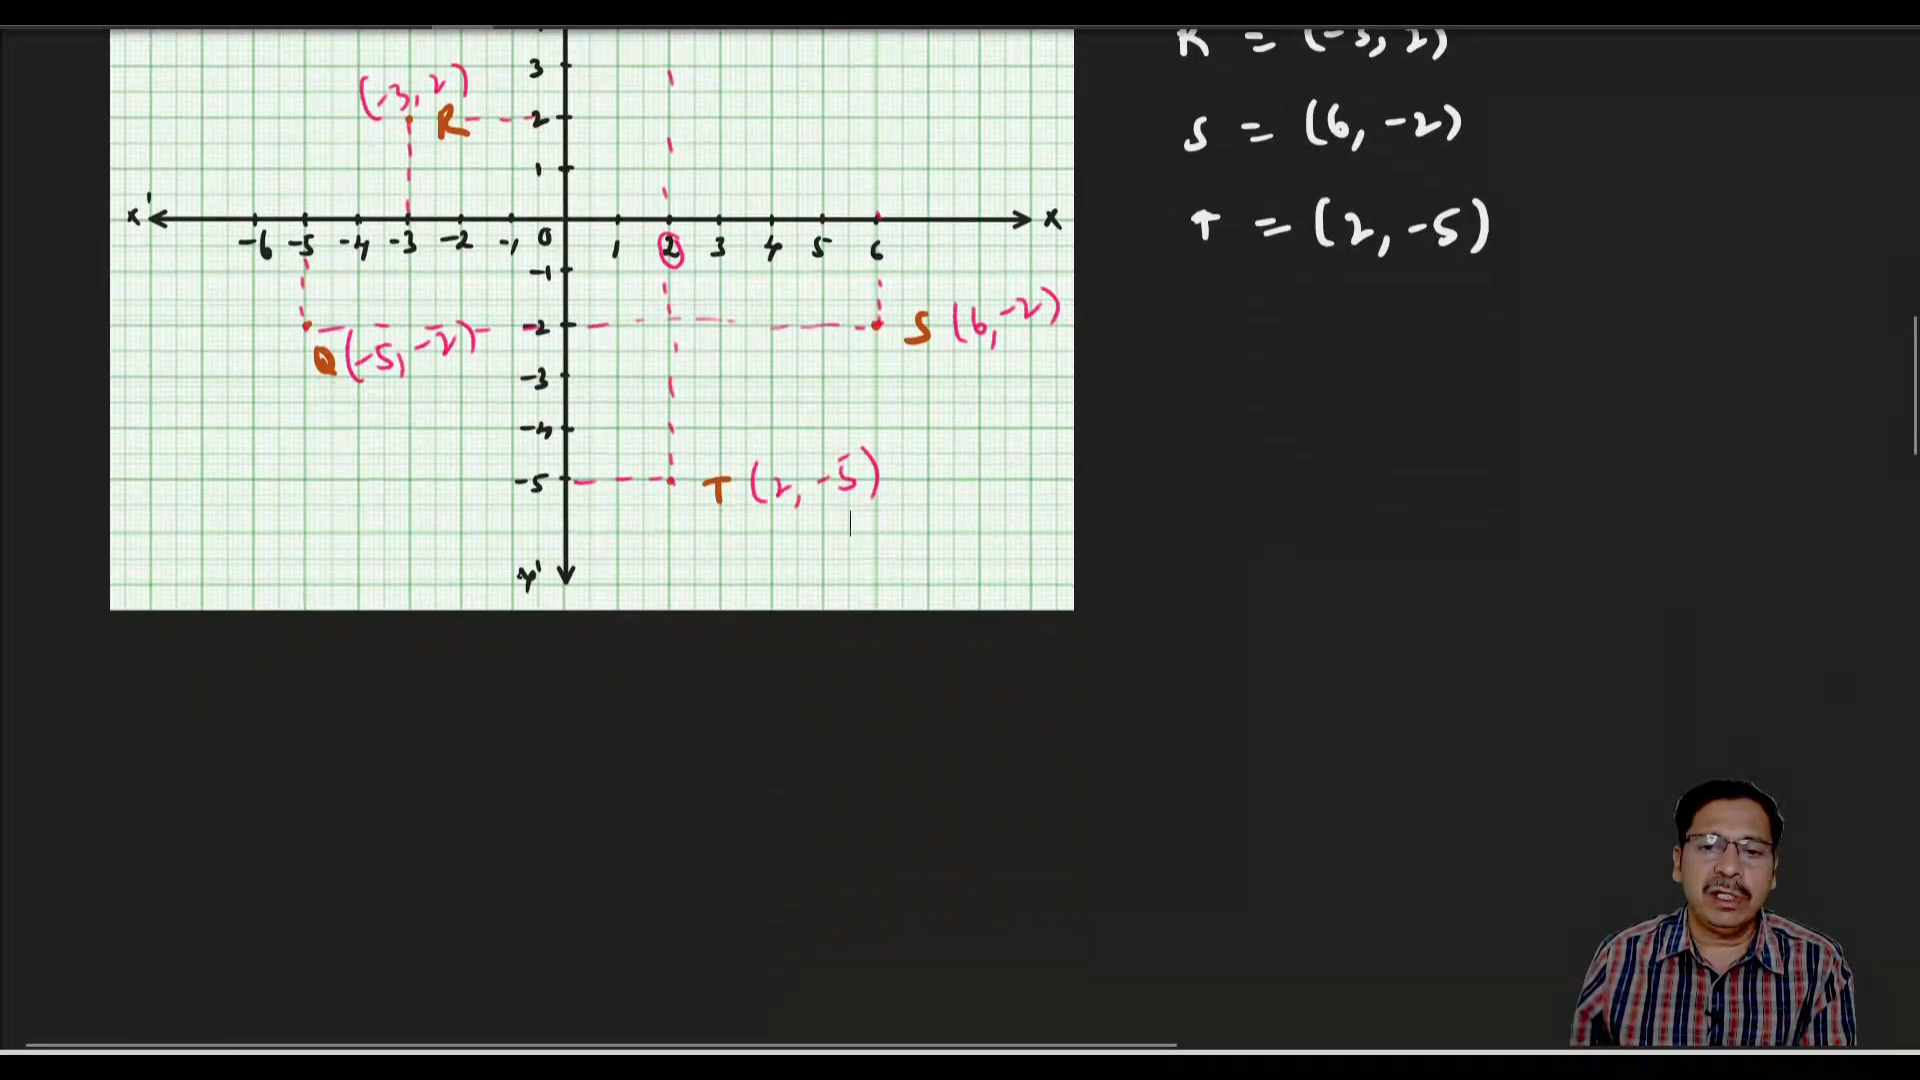 3
(-3, 2)
R
2
1
x'
-6 -5 -4 -3 -2 -1 0 1 2 3 4 5 6
x
-1
-2
Q (-5, -2)
S (6, -2)
-3
-4
-5
T (2, -5)
y'
R = (-3, 2)
S = (6, -2)
T = (2, -5)